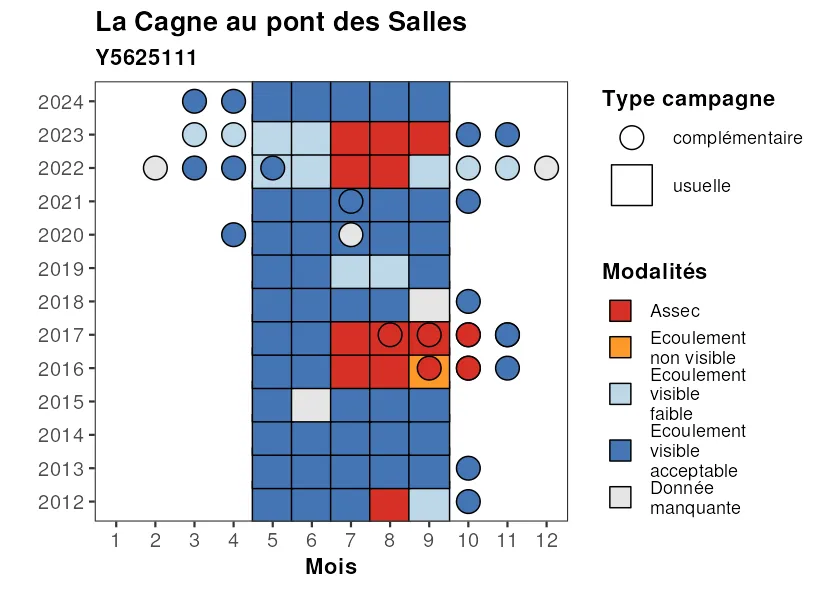 La Cagne au pont des Salles
Y5625111
2024
2023
2022
2021
2020
2019
2018
2017
2016
2015
2014
2013
2012
1 2 3 4 5 6 7 8 9 10 11 12
Mois
Type campagne
complémentaire
usuelle
Modalités
Assec
Ecoulement
non visible
Ecoulement
visible
faible
Ecoulement
visible
acceptable
Donnée
manquante